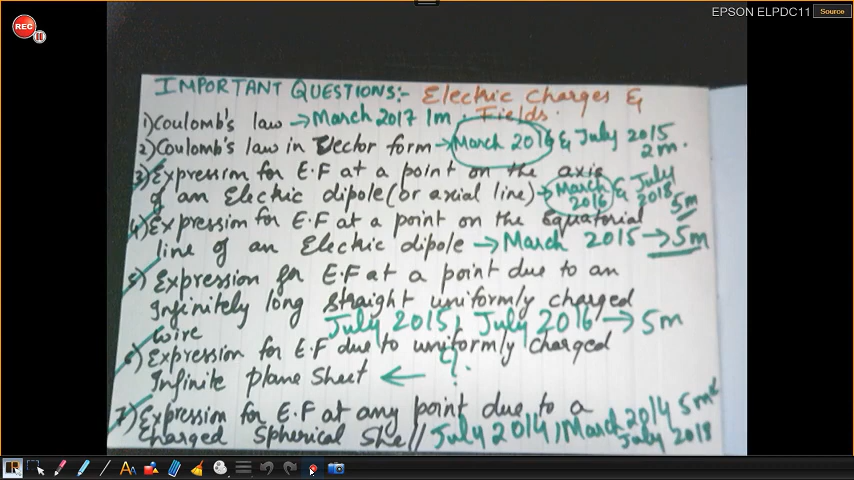 EPSON ELPDC11 Source
REC
IMPORTANT QUESTIONS:- Electric Charges &
Fields.
1) Coulomb's law → March 2017 1m
2) Coulomb's law in Vector form → March 2016 & July 2015
2m.
3) Expression for E.F at a point on the axis
of an Electric dipole (or axial line) → March 2016 & July 2018 5m
4) Expression for E.F at a point on the Equatorial
line of an Electric dipole → March 2015 → 5m
5) Expression for E.F at a point due to an
Infinitely long straight uniformly charged
wire July 2015, July 2016 → 5m
6) Expression for E.F due to uniformly charged
Infinite plane Sheet ← ?
7) Expression for E.F at any point due to a
Charged Spherical Shell July 2014, March 2014 5m
July 2018